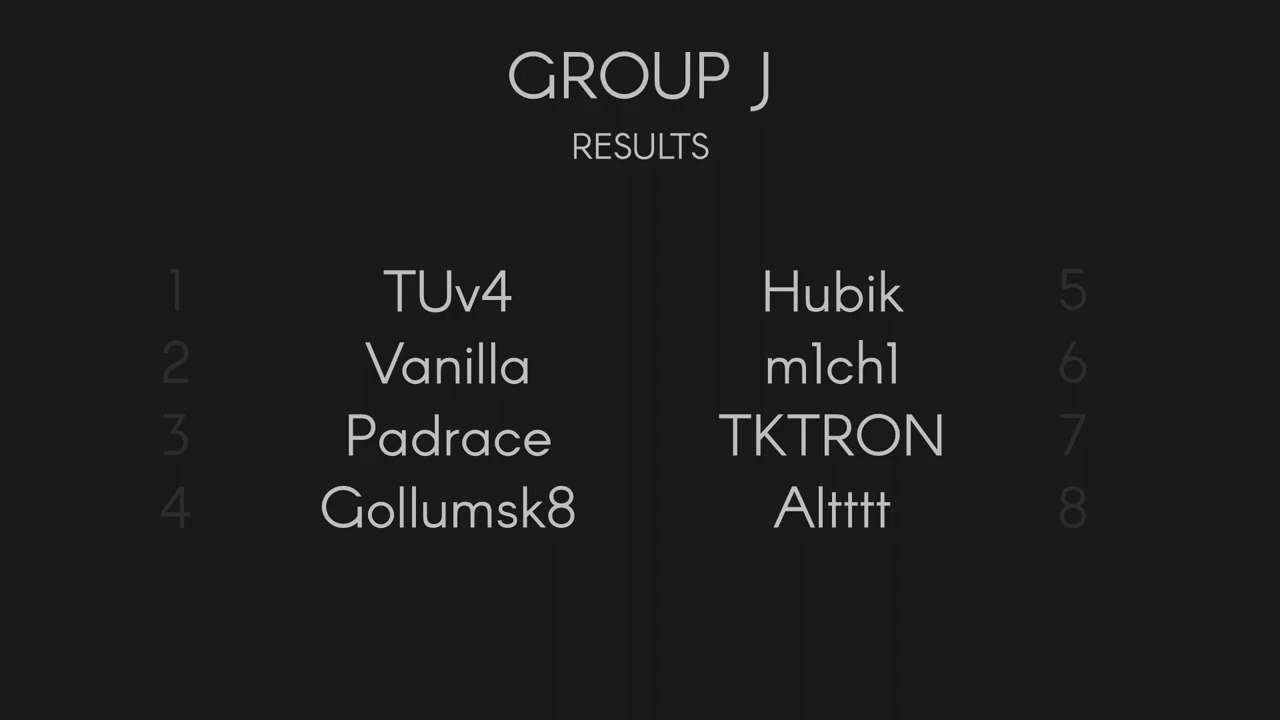 GROUP J
RESULTS
1 TUv4 Hubik 5
2 Vanilla m1ch1 6
3 Padrace TKTRON 7
4 Gollumsk8 Altttt 8